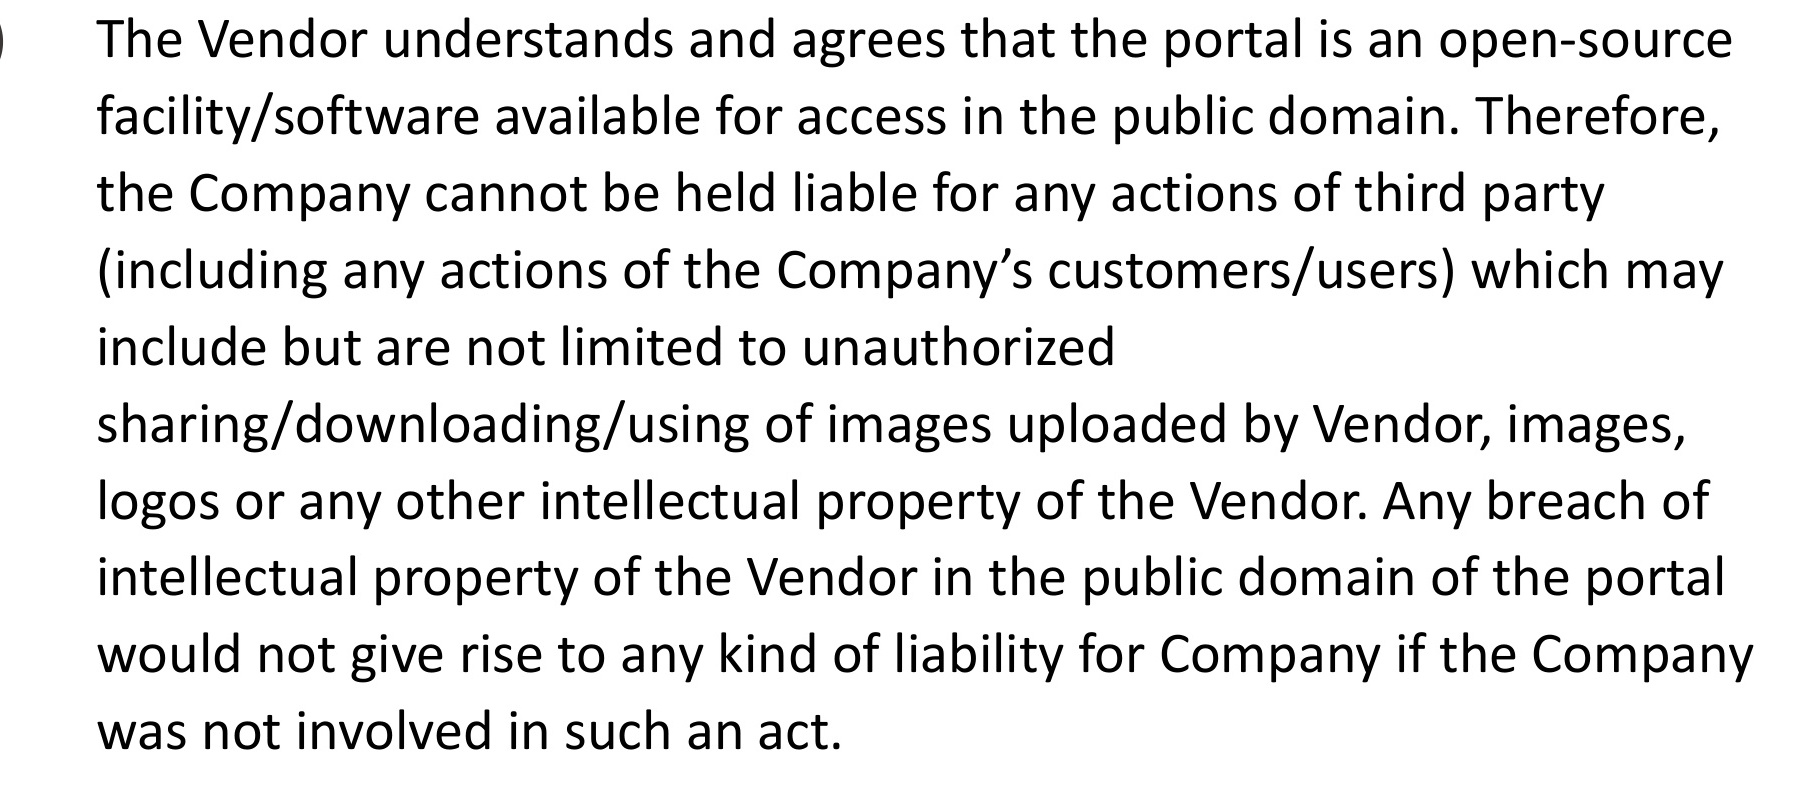 ) The Vendor understands and agrees that the portal is an open-source
facility/software available for access in the public domain. Therefore,
the Company cannot be held liable for any actions of third party
(including any actions of the Company’s customers/users) which may
include but are not limited to unauthorized
sharing/downloading/using of images uploaded by Vendor, images,
logos or any other intellectual property of the Vendor. Any breach of
intellectual property of the Vendor in the public domain of the portal
would not give rise to any kind of liability for Company if the Company
was not involved in such an act.